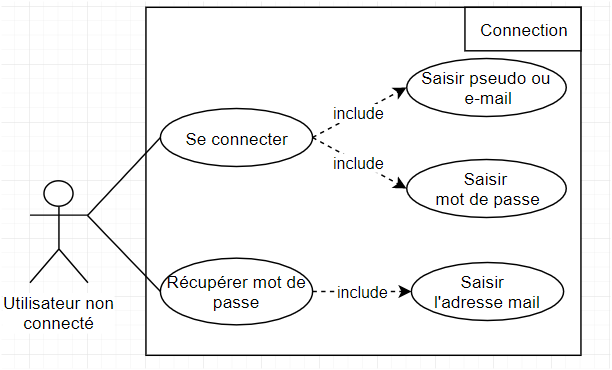 Connection
Saisir pseudo ou
e-mail
include
Se connecter
include
Saisir
mot de passe
Récupérer mot de
passe
include
Saisir
l'adresse mail
Utilisateur non
connecté